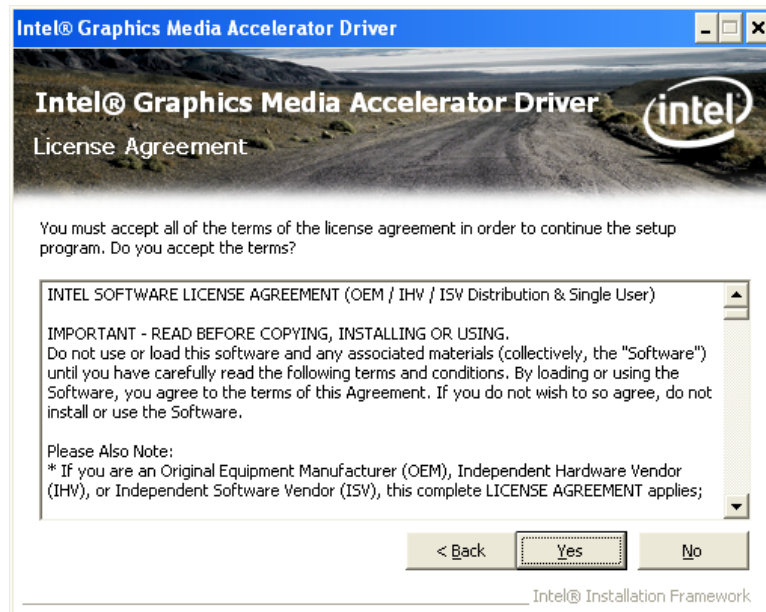 Intel® Graphics Media Accelerator Driver
Intel® Graphics Media Accelerator Driver
License Agreement
intel
You must accept all of the terms of the license agreement in order to continue the setup
program. Do you accept the terms?
INTEL SOFTWARE LICENSE AGREEMENT (OEM / IHV / ISV Distribution & Single User)
IMPORTANT - READ BEFORE COPYING, INSTALLING OR USING.
Do not use or load this software and any associated materials (collectively, the "Software")
until you have carefully read the following terms and conditions. By loading or using the
Software, you agree to the terms of this Agreement. If you do not wish to so agree, do not
install or use the Software.
Please Also Note:
* If you are an Original Equipment Manufacturer (OEM), Independent Hardware Vendor
(IHV), or Independent Software Vendor (ISV), this complete LICENSE AGREEMENT applies;
< Back Yes No
Intel® Installation Framework